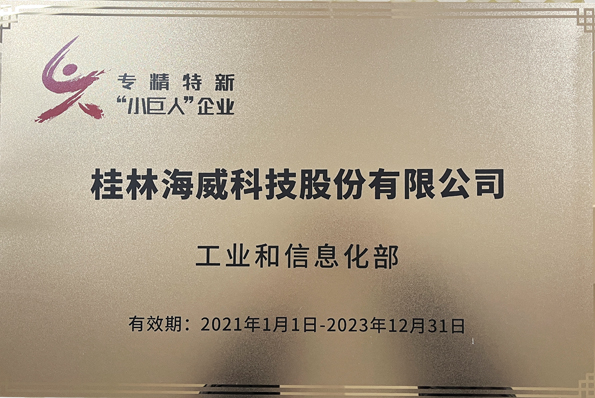 专精特新
“小巨人”企业
桂林海威科技股份有限公司
工业和信息化部
有效期：2021年1月1日-2023年12月31日